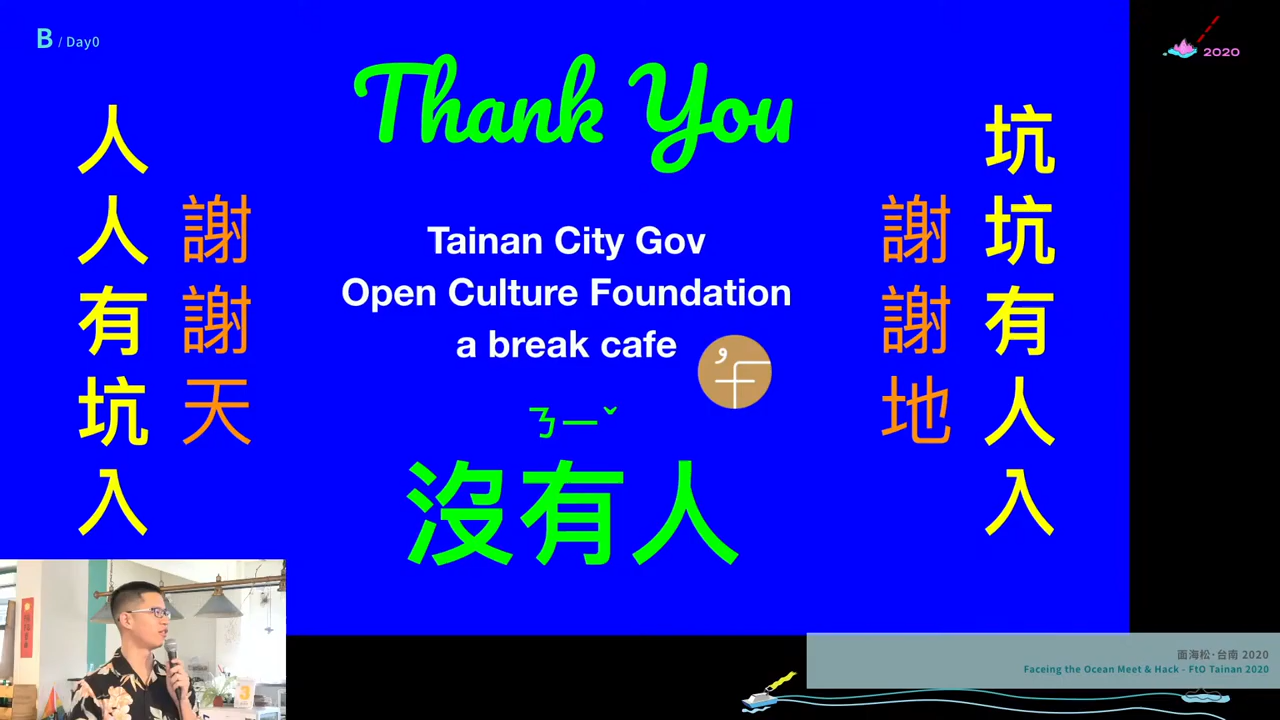 B / Day0
2020
Thank You
人人有坑入
謝謝天
Tainan City Gov
Open Culture Foundation
a break cafe
謝謝地
坑坑有人入
ㄋㄧˇ
沒有人
面海松·台南 2020
Faceing the Ocean Meet & Hack - FtO Tainan 2020
3